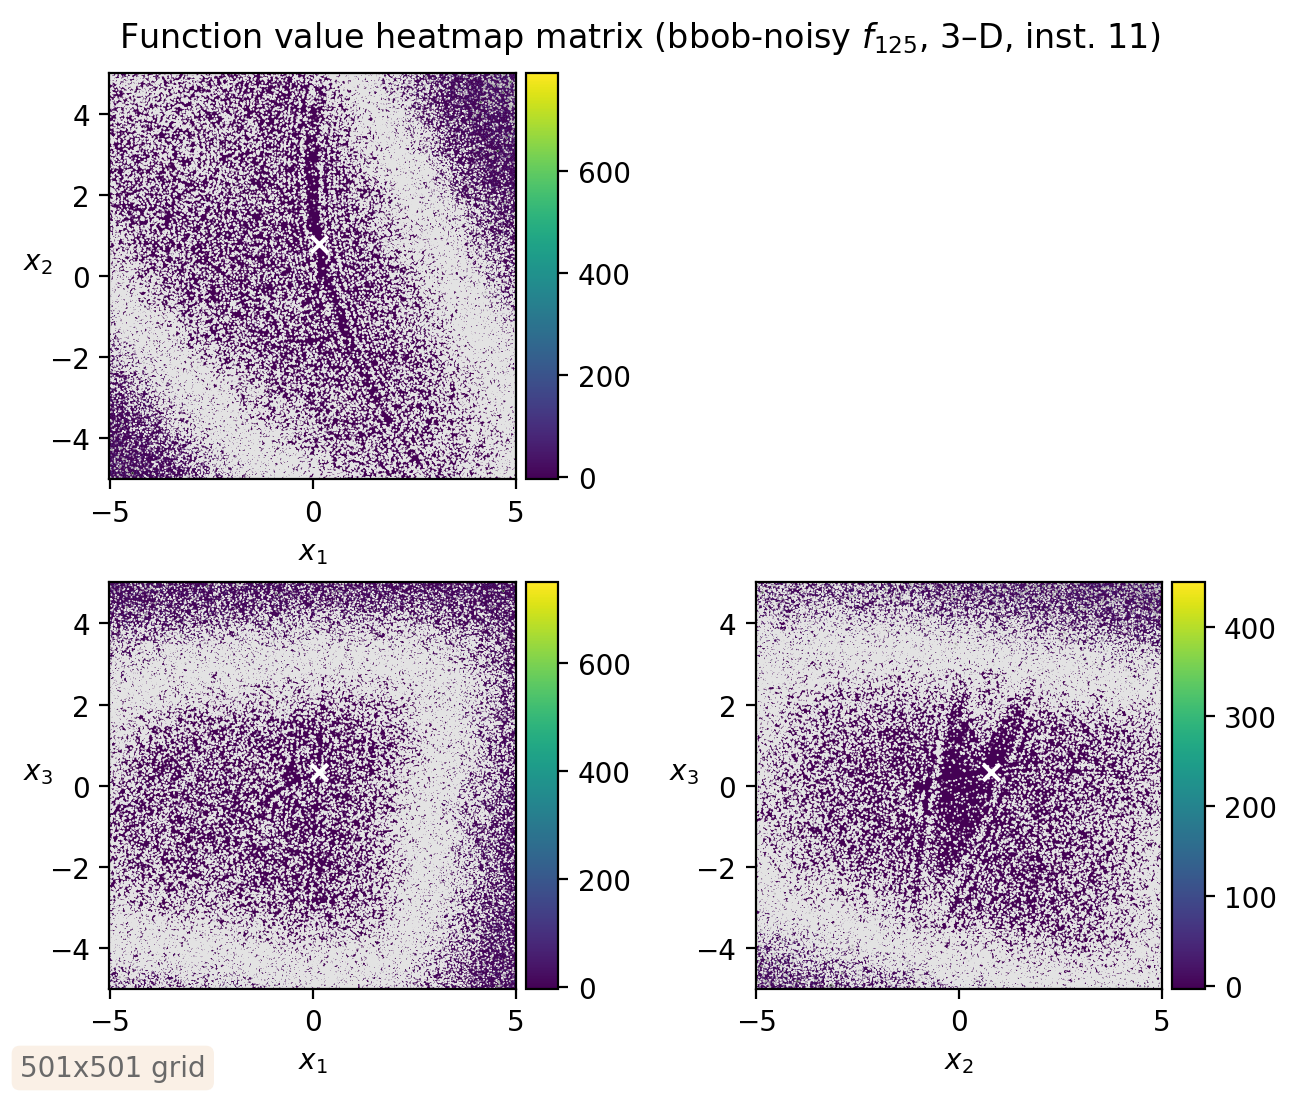 Function value heatmap matrix (bbob-noisy f₁₂₅, 3–D, inst. 11)
4
2
0
−2
−4
x₂
−5 0 5
x₁
600
400
200
0
4
2
0
−2
−4
x₃
−5 0 5
x₁
600
400
200
0
4
2
0
−2
−4
x₃
−5 0 5
x₂
400
300
200
100
0
501x501 grid